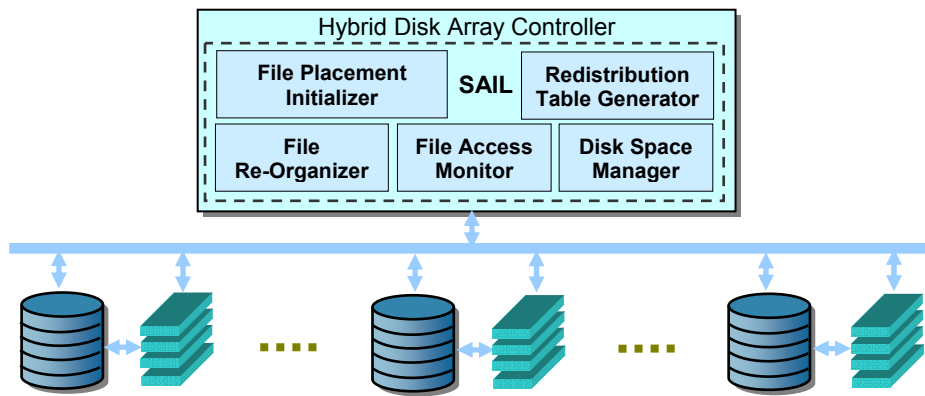 Hybrid Disk Array Controller
File Placement
Initializer
SAIL
Redistribution
Table Generator
File
Re-Organizer
File Access
Monitor
Disk Space
Manager